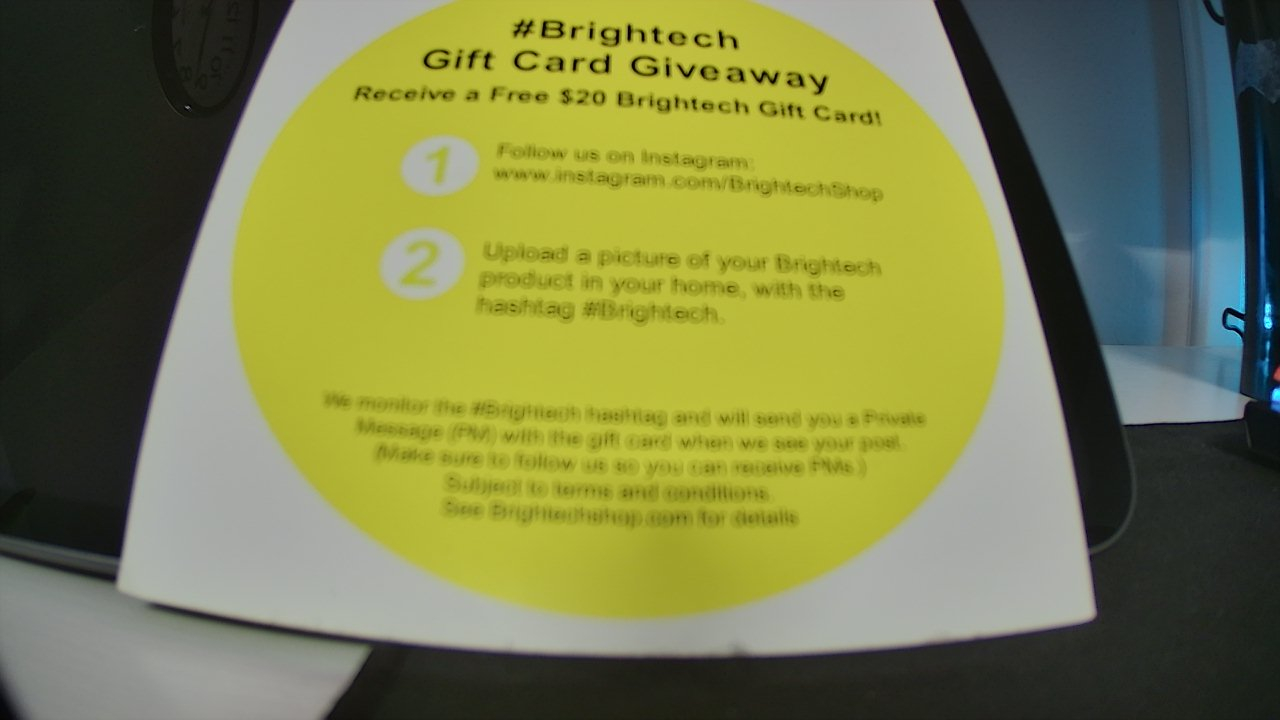 #Brightech
Gift Card Giveaway
Receive a Free $20 Brightech Gift Card!
1
Follow us on Instagram:
www.instagram.com/BrightechShop
2
Upload a picture of your Brightech
product in your home, with the
hashtag #Brightech.
We monitor the #Brightech hashtag and will send you a Private
Message (PM) with the gift card when we see your post.
(Make sure to follow us so you can receive PMs.)
Subject to terms and conditions.
See Brightechshop.com for details